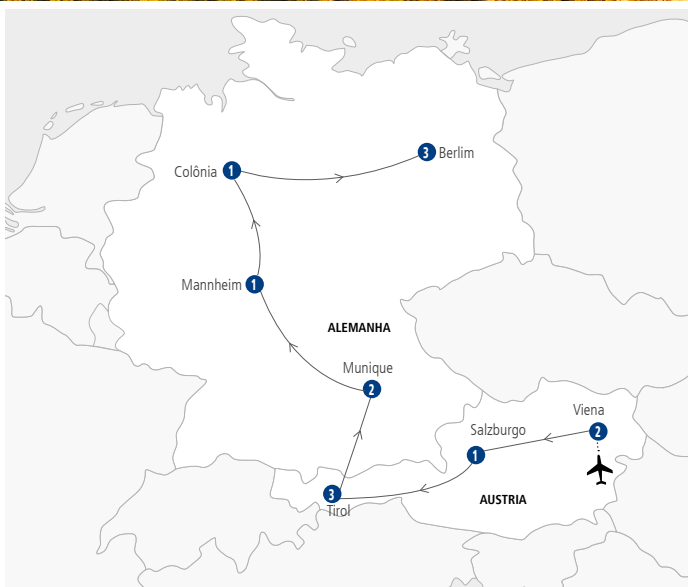 3 Berlim
Colônia 1
Mannheim 1
ALEMANHA
Munique
2
Viena
2
Salzburgo
1
3
Tirol
AUSTRIA